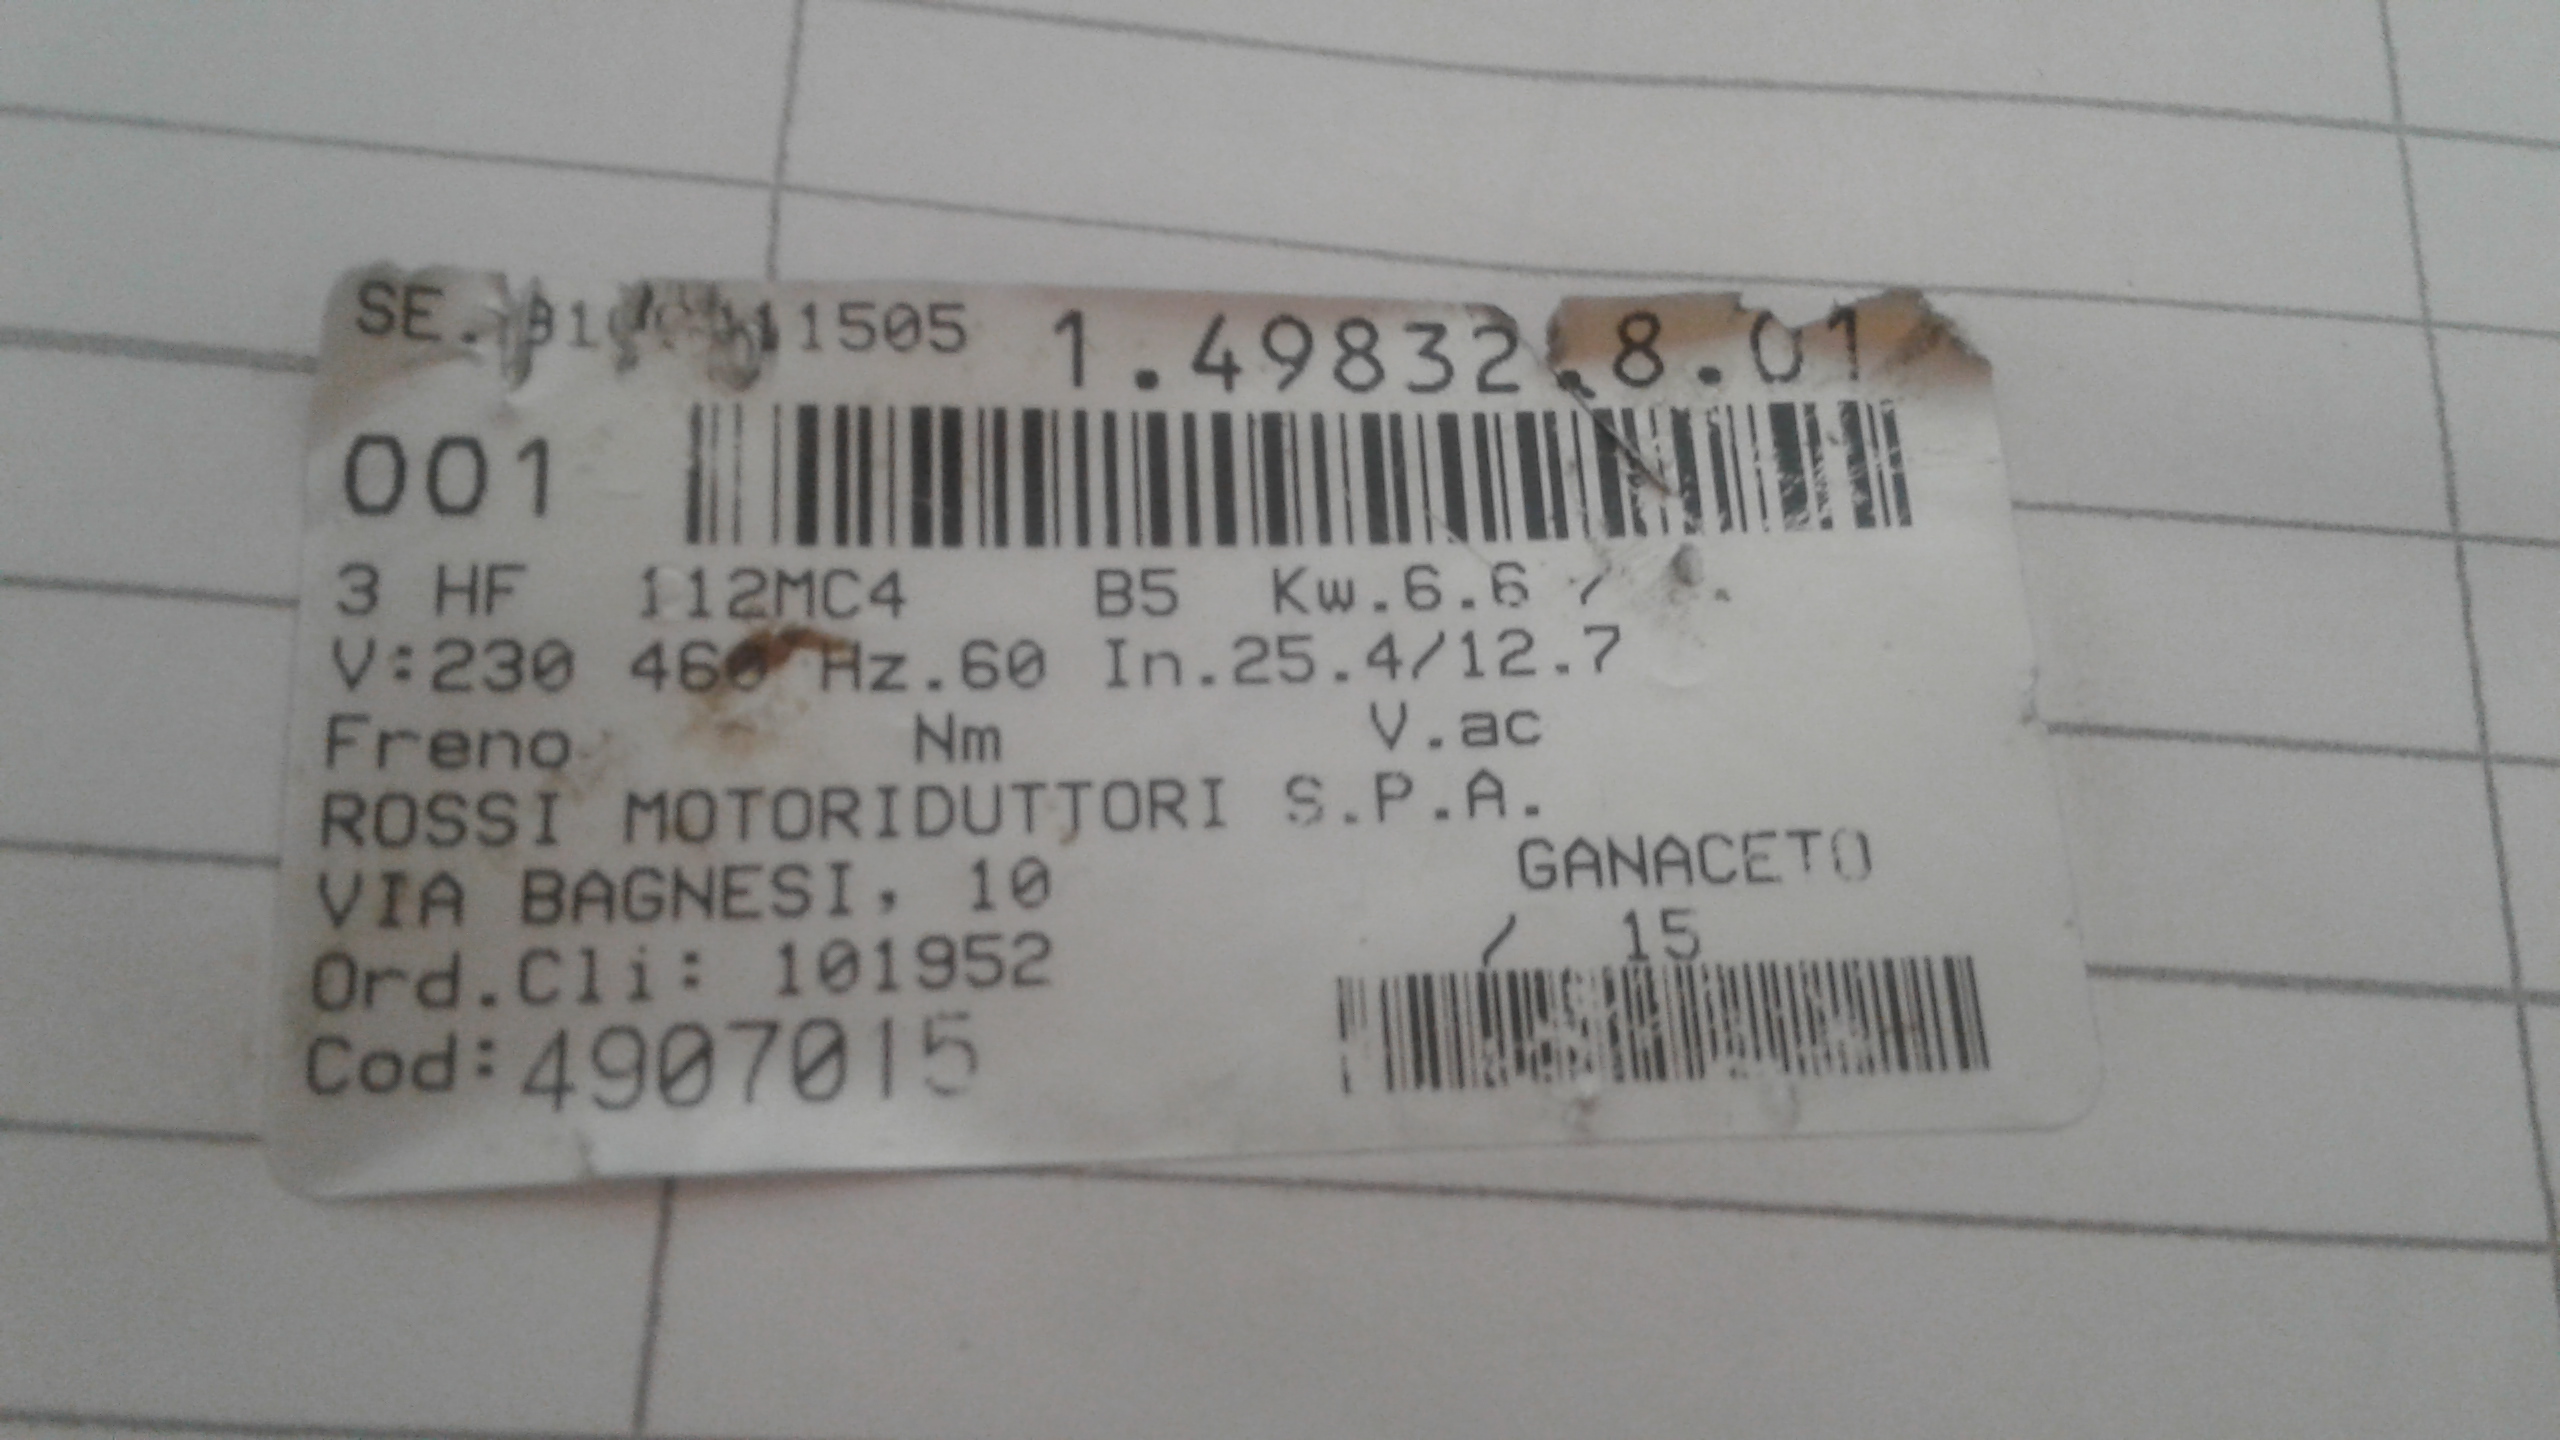 SE. 11505 1.49832.8.01
001
3 HF 112MC4 B5 Kw.6.6 /
V:230 460 Hz.60 In.25.4/12.7
Freno Nm V.ac
ROSSI MOTORIDUTTORI S.P.A.
VIA BAGNESI, 10 GANACETO
/ 15
Ord.Cli: 101952
Cod:4907015